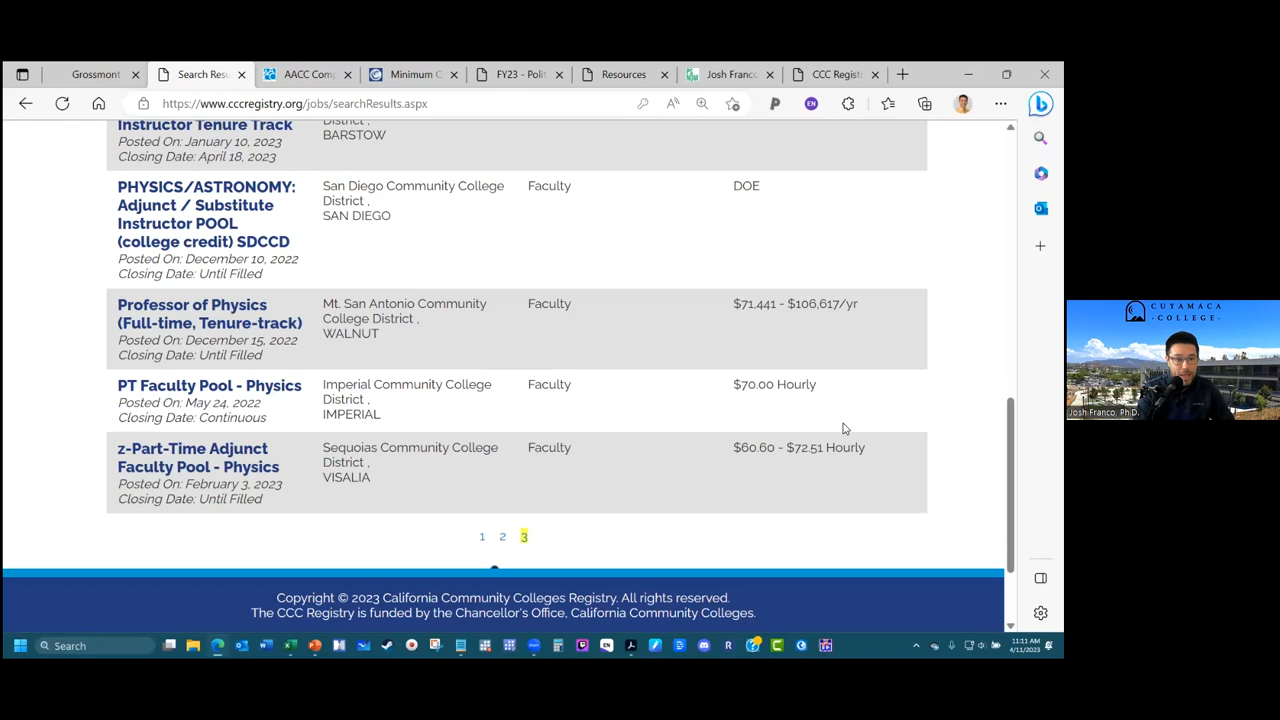 Grossmont
Search Resu
AACC Com
Minimum Q
FY23 - Polit
Resources
Josh Franco
CCC Regist
https://www.cccregistry.org/jobs/searchResults.aspx
Instructor Tenure Track
Posted On: January 10, 2023
Closing Date: April 18, 2023
District ,
BARSTOW
PHYSICS/ASTRONOMY:
Adjunct / Substitute
Instructor POOL
(college credit) SDCCD
Posted On: December 10, 2022
Closing Date: Until Filled
San Diego Community College
District ,
SAN DIEGO
Faculty
DOE
Professor of Physics
(Full-time, Tenure-track)
Posted On: December 15, 2022
Closing Date: Until Filled
Mt. San Antonio Community
College District ,
WALNUT
Faculty
$71,441 - $106,617/yr
PT Faculty Pool - Physics
Posted On: May 24, 2022
Closing Date: Continuous
Imperial Community College
District ,
IMPERIAL
Faculty
$70.00 Hourly
z-Part-Time Adjunct
Faculty Pool - Physics
Posted On: February 3, 2023
Closing Date: Until Filled
Sequoias Community College
District ,
VISALIA
Faculty
$60.60 - $72.51 Hourly
1 2 3
Copyright © 2023 California Community Colleges Registry. All rights reserved.
The CCC Registry is funded by the Chancellor's Office, California Community Colleges.
Search
11:11 AM
4/11/2023
CUYAMACA
COLLEGE
Josh Franco, Ph.D.